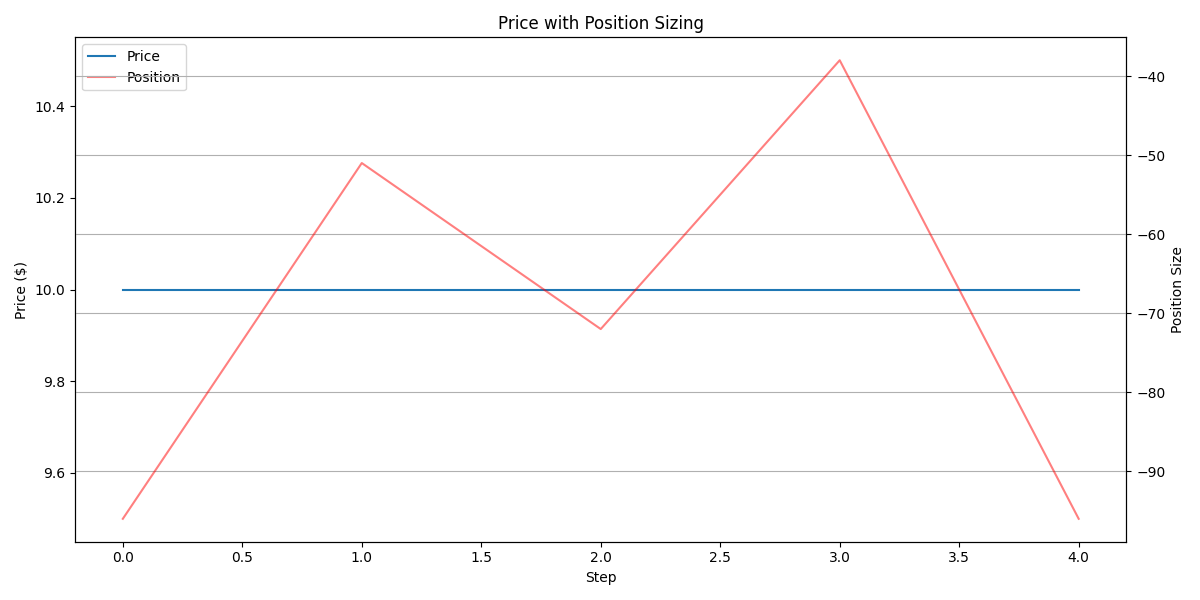 Price with Position Sizing
Price
Position
10.4
10.2
10.0
9.8
9.6
Price ($)
−40
−50
−60
−70
−80
−90
Position Size
0.0 0.5 1.0 1.5 2.0 2.5 3.0 3.5 4.0
Step